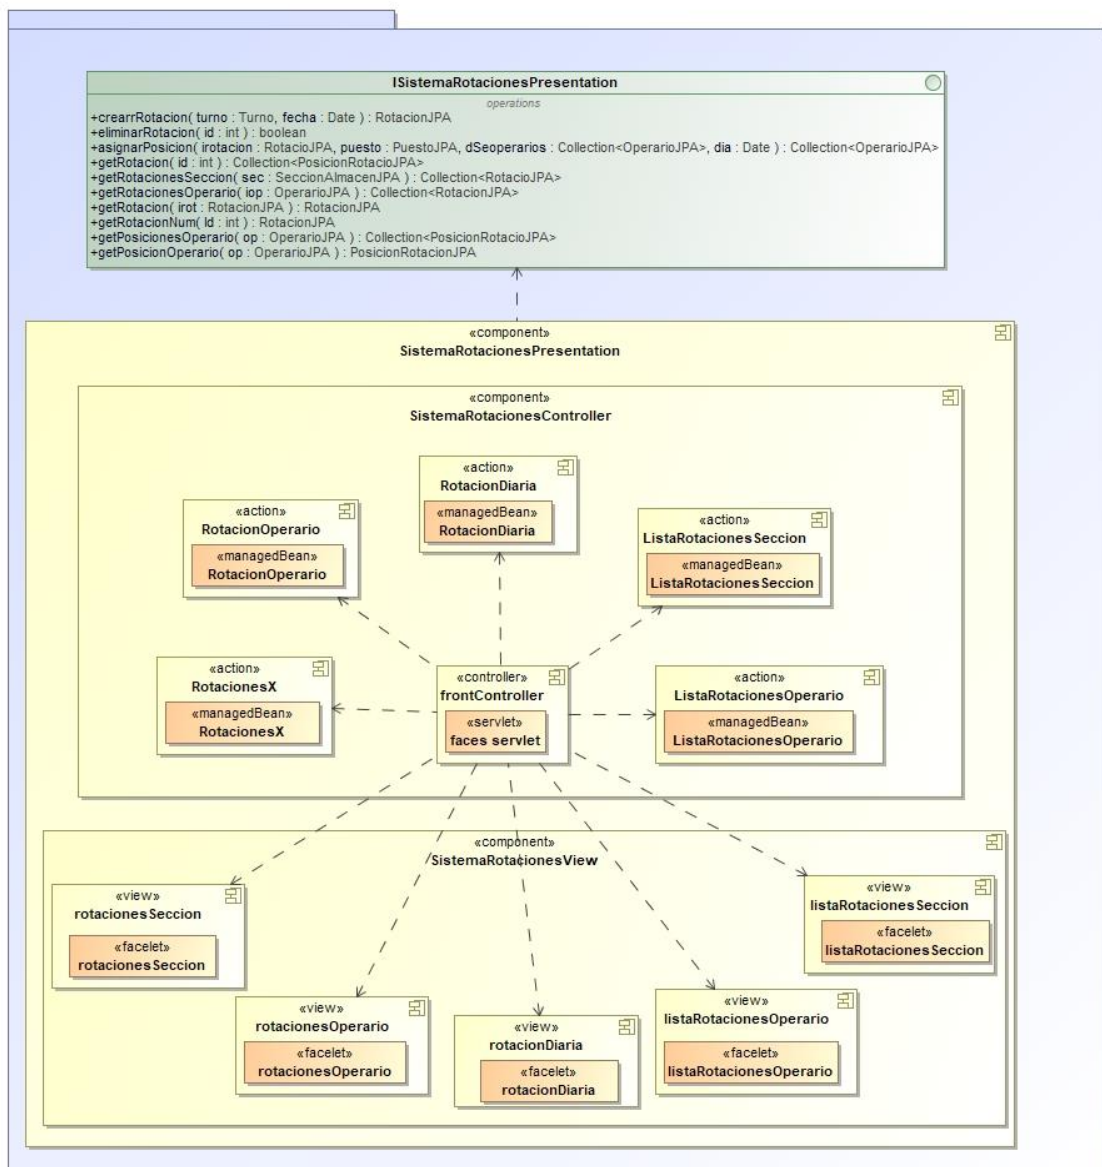 ISistemaRotacionesPresentation
operations
+crearrRotacion( turno : Turno, fecha : Date ) : RotacionJPA
+eliminarRotacion( id : int ) : boolean
+asignarPosicion( irotacion : RotacioJPA, puesto : PuestoJPA, dSeoperarios : Collection<OperarioJPA>, dia : Date ) : Collection<OperarioJPA>
+getRotacion( id : int ) : Collection<PosicionRotacioJPA>
+getRotacionesSeccion( sec : SeccionAlmacenJPA ) : Collection<RotacioJPA>
+getRotacionesOperario( iop : OperarioJPA ) : Collection<RotacionJPA>
+getRotacion( irot : RotacionJPA ) : RotacionJPA
+getRotacionNum( Id : int ) : RotacionJPA
+getPosicionesOperario( op : OperarioJPA ) : Collection<PosicionRotacioJPA>
+getPosicionOperario( op : OperarioJPA ) : PosicionRotacionJPA
«component»
SistemaRotacionesPresentation
«component»
SistemaRotacionesController
«action»
RotacionDiaria
«managedBean»
RotacionDiaria
«action»
RotacionOperario
«managedBean»
RotacionOperario
«action»
ListaRotacionesSeccion
«managedBean»
ListaRotacionesSeccion
«action»
RotacionesX
«managedBean»
RotacionesX
«controller»
frontController
«servlet»
faces servlet
«action»
ListaRotacionesOperario
«managedBean»
ListaRotacionesOperario
«component»
SistemaRotacionesView
«view»
rotacionesSeccion
«facelet»
rotacionesSeccion
«view»
listaRotacionesSeccion
«facelet»
listaRotacionesSeccion
«view»
rotacionesOperario
«facelet»
rotacionesOperario
«view»
rotacionDiaria
«facelet»
rotacionDiaria
«view»
listaRotacionesOperario
«facelet»
listaRotacionesOperario